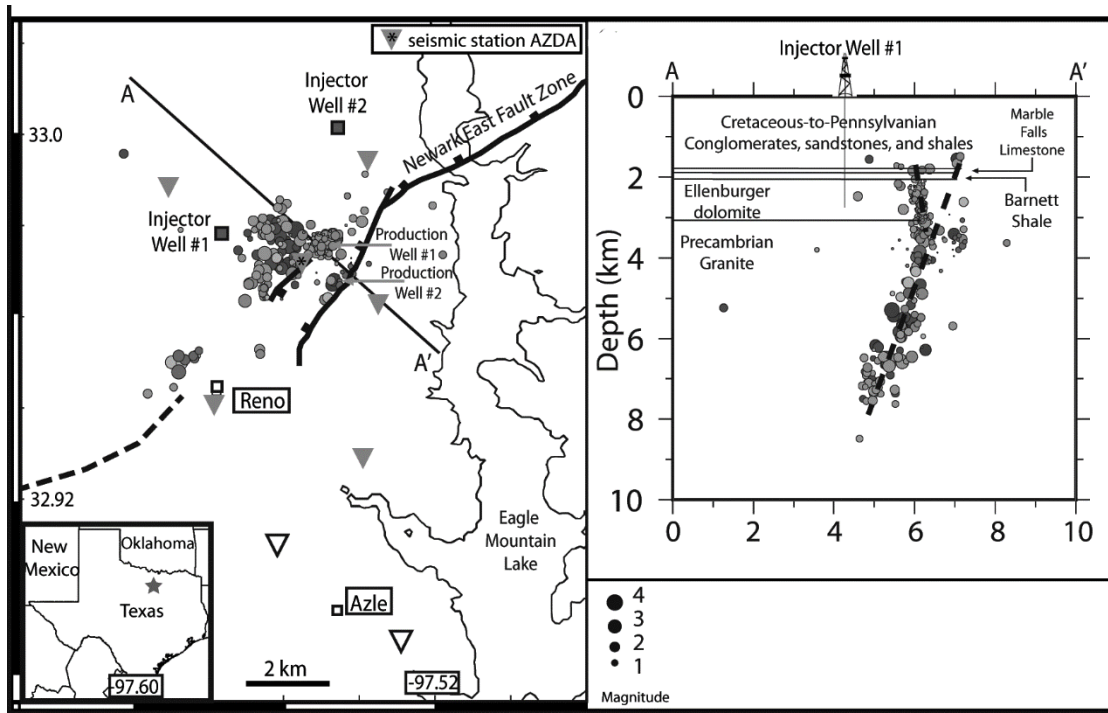 * seismic station AZDA
A
Injector
Well #2
33.0
Newark East Fault Zone
Injector
Well #1
Production
Well #1
Production
Well #2
A'
Reno
32.92
Eagle
Mountain
Lake
New
Mexico
Oklahoma
Texas
Azle
2 km
-97.60
-97.52
Injector Well #1
A
A'
0
2
4
6
8
10
Depth (km)
Cretaceous-to-Pennsylvanian
Conglomerates, sandstones, and shales
Marble
Falls
Limestone
Barnett
Shale
Ellenburger
dolomite
Precambrian
Granite
0
2
4
6
8
10
4
3
2
1
Magnitude